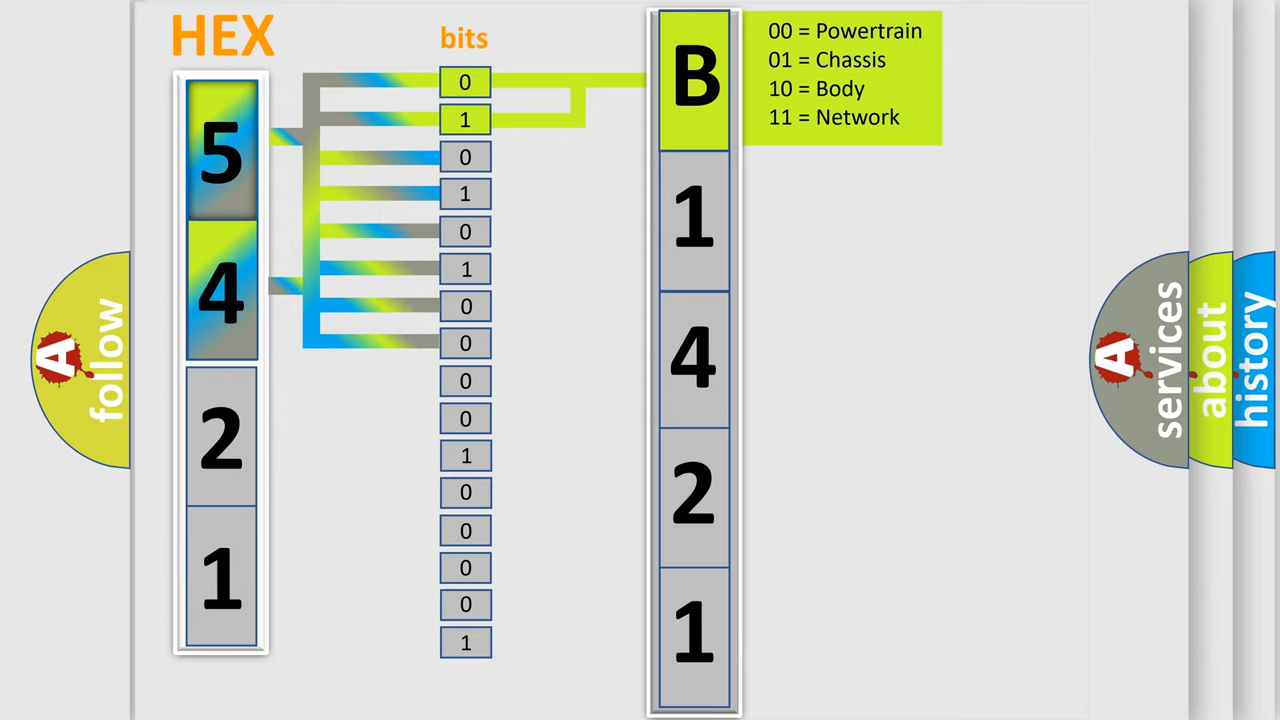 HEX
bits
5
4
2
1
0
1
0
1
0
1
0
0
0
0
1
0
0
0
0
1
B
1
4
2
1
00 = Powertrain
01 = Chassis
10 = Body
11 = Network
A
follow
A
services
about
history